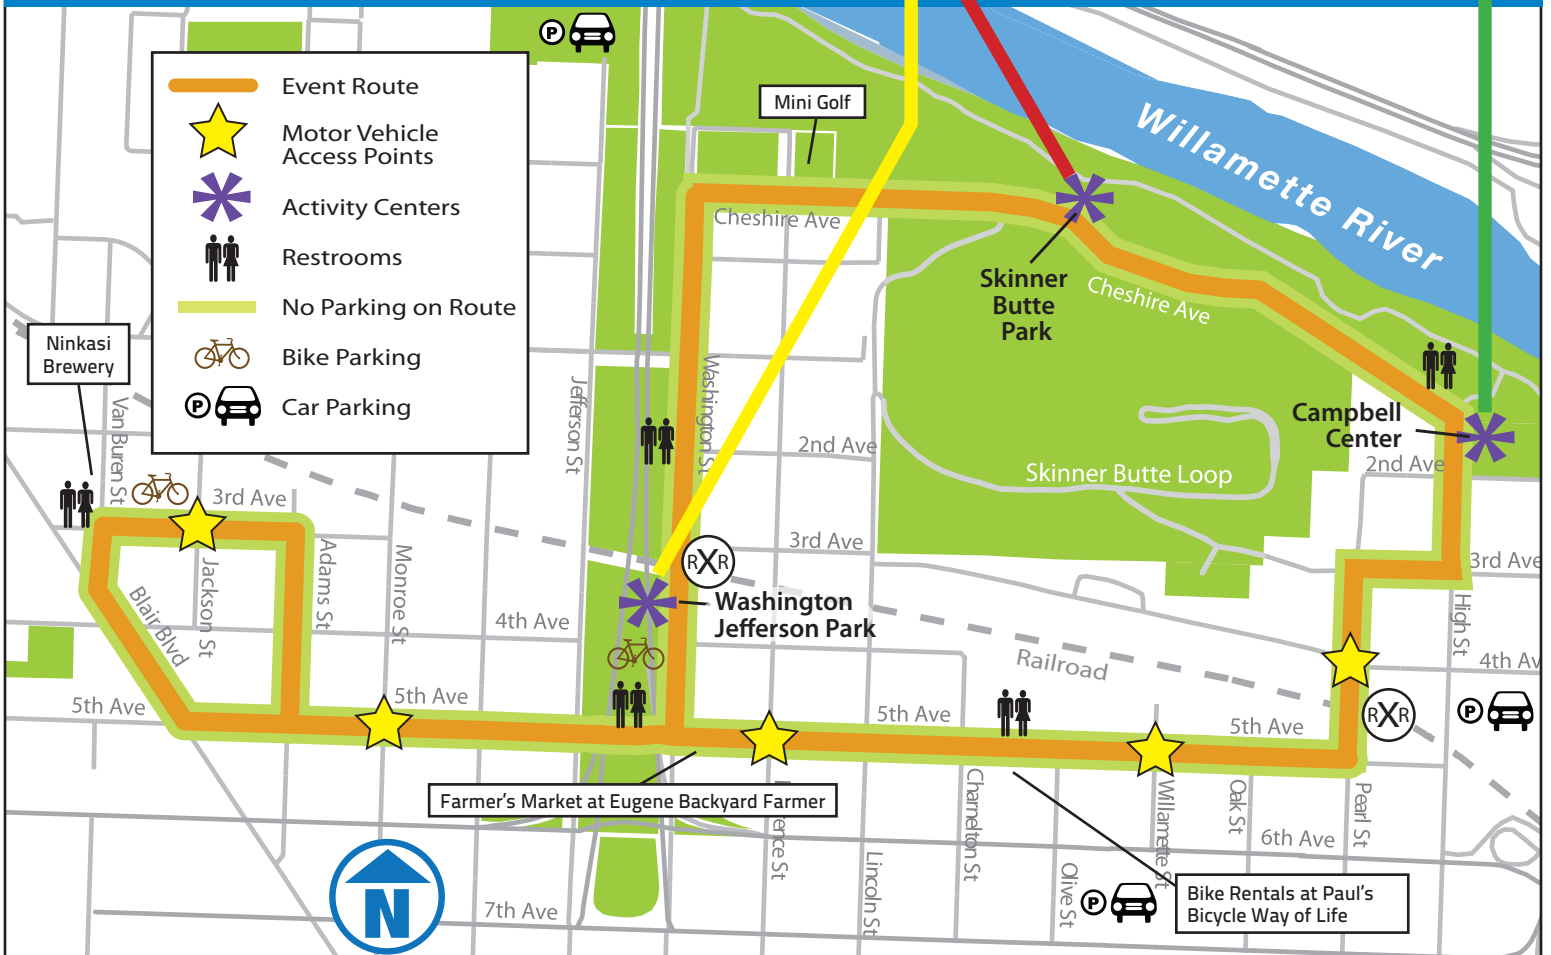 P
Event Route
Motor Vehicle
Access Points
Activity Centers
Restrooms
No Parking on Route
Bike Parking
P
Car Parking
Mini Golf
Willamette River
Cheshire Ave
Skinner
Butte
Park
Cheshire Ave
Ninkasi
Brewery
Van Buren St
Jefferson St
Washington St
2nd Ave
Skinner Butte Loop
Campbell
Center
2nd Ave
3rd Ave
3rd Ave
3rd Ave
RXR
Washington
Jefferson Park
Blair Blvd
Jackson St
Adams St
Monroe St
4th Ave
Railroad
High St
4th Av
5th Ave
5th Ave
5th Ave
5th Ave
RXR
P
Farmer's Market at Eugene Backyard Farmer
rence St
Lincoln St
Charnelton St
Olive St
Willamette St
Oak St
Pearl St
6th Ave
7th Ave
N
P
Bike Rentals at Paul's
Bicycle Way of Life